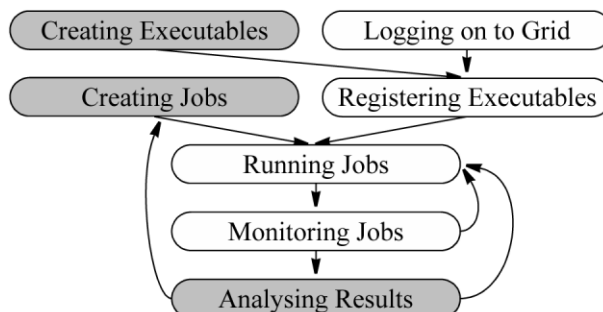 Creating Executables
Logging on to Grid
Creating Jobs
Registering Executables
Running Jobs
Monitoring Jobs
Analysing Results